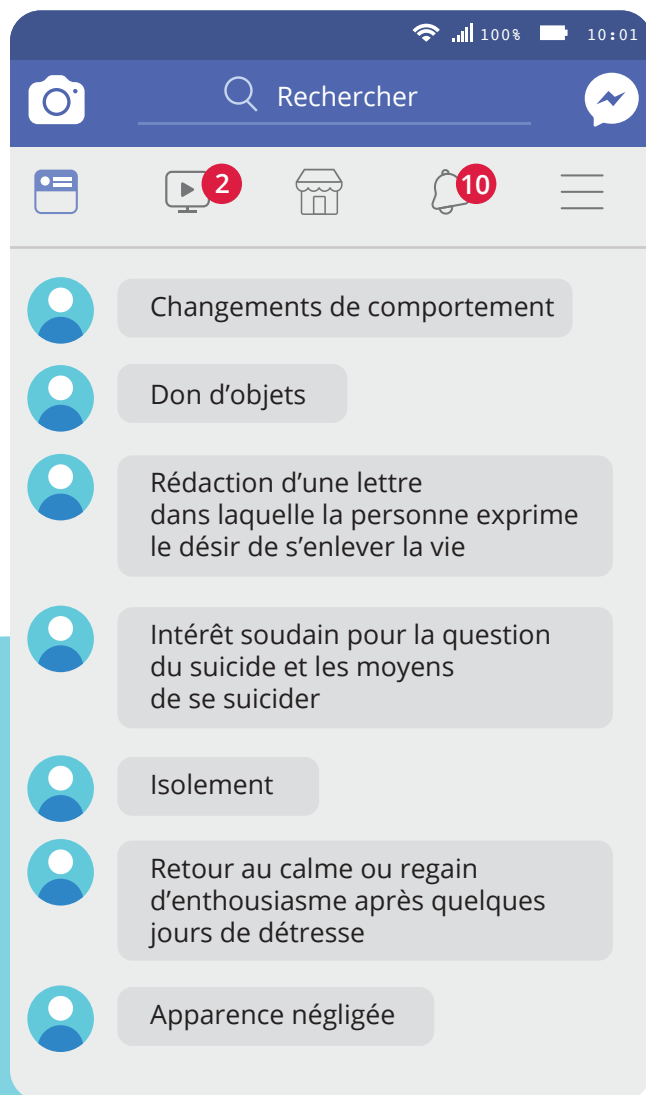 100% 10:01
Rechercher
2 10
Changements de comportement
Don d’objets
Rédaction d’une lettre
dans laquelle la personne exprime
le désir de s’enlever la vie
Intérêt soudain pour la question
du suicide et les moyens
de se suicider
Isolement
Retour au calme ou regain
d’enthousiasme après quelques
jours de détresse
Apparence négligée